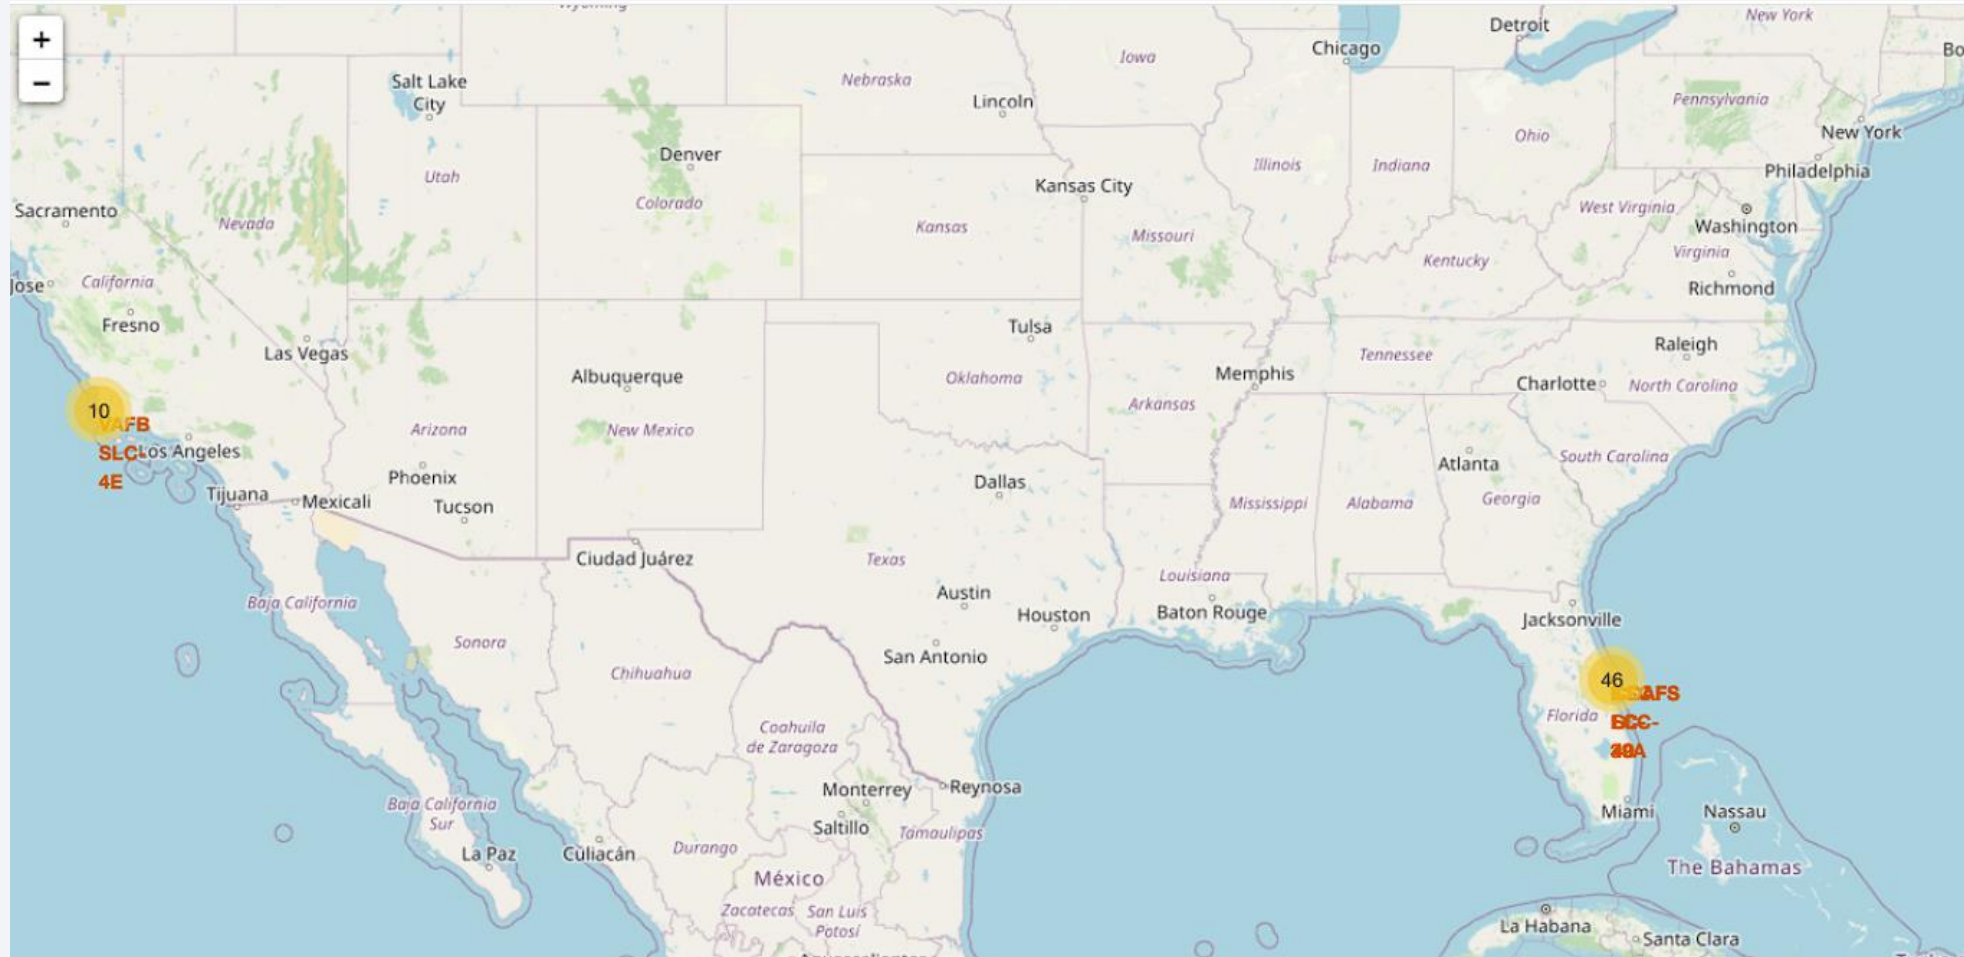 +
−
Wyoming
Detroit
New York
Chicago
Bo
Iowa
Salt Lake
City
Nebraska
Lincoln
Pennsylvania
New York
Ohio
Denver
Illinois
Indiana
Philadelphia
Utah
Kansas City
Colorado
Sacramento
West Virginia
Nevada
Kansas
Missouri
Washington
Virginia
Kentucky
Jose
California
Richmond
Fresno
Tulsa
Raleigh
Las Vegas
Tennessee
Albuquerque
Oklahoma
Memphis
Charlotte
North Carolina
10
Arkansas
VAFB
Arizona
New Mexico
SLC-
Los Angeles
South Carolina
Atlanta
4E
Phoenix
Dallas
Tijuana
Mexicali
Tucson
Mississippi
Alabama
Georgia
Ciudad Juárez
Texas
Louisiana
Austin
Baja California
Houston
Baton Rouge
Jacksonville
Sonora
San Antonio
Chihuahua
46
Florida
Coahuila
de Zaragoza
Monterrey
Reynosa
Baja California
Sur
Miami
Nassau
Saltillo
Tamaulipas
La Paz
Culiacán
Durango
México
The Bahamas
Zacatecas
San Luis
Potosí
La Habana
Santa Clara
Aguascalientes